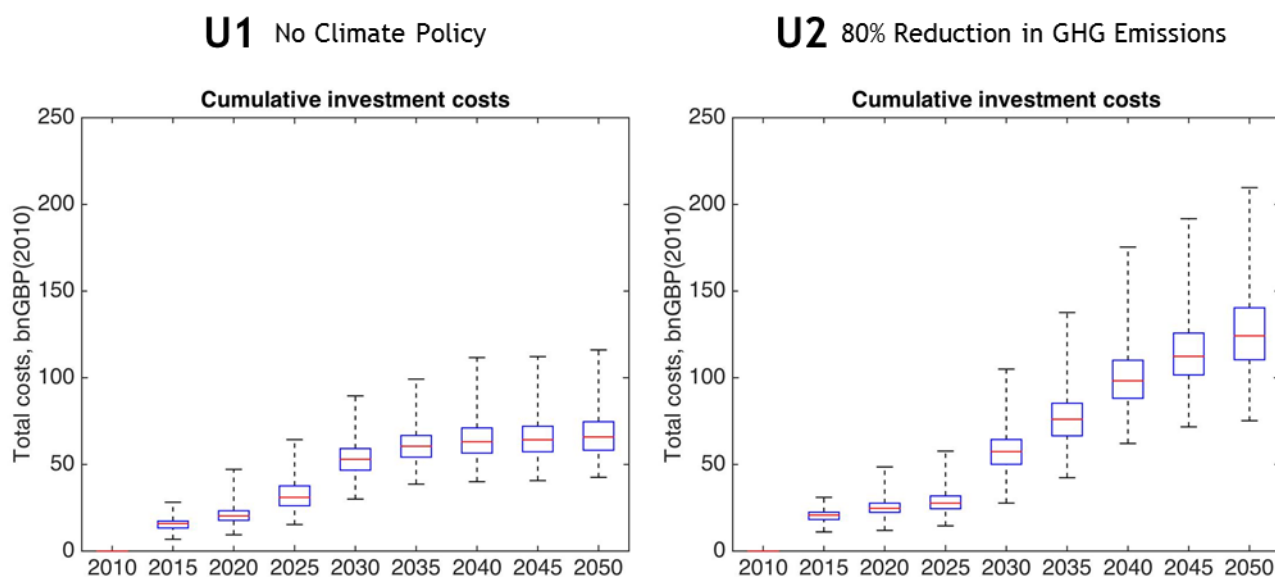 U1 No Climate Policy
Cumulative investment costs
Total costs, bnGBP(2010)
250
200
150
100
50
0
2010 2015 2020 2025 2030 2035 2040 2045 2050
U2 80% Reduction in GHG Emissions
Cumulative investment costs
Total costs, bnGBP(2010)
250
200
150
100
50
0
2010 2015 2020 2025 2030 2035 2040 2045 2050